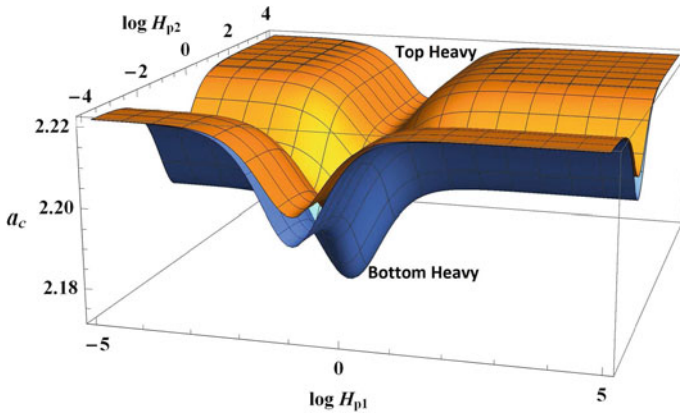 log H_p2
−4
−2
0
2
4
Top Heavy
2.22
2.20
2.18
a_c
Bottom Heavy
−5
0
5
log H_p1